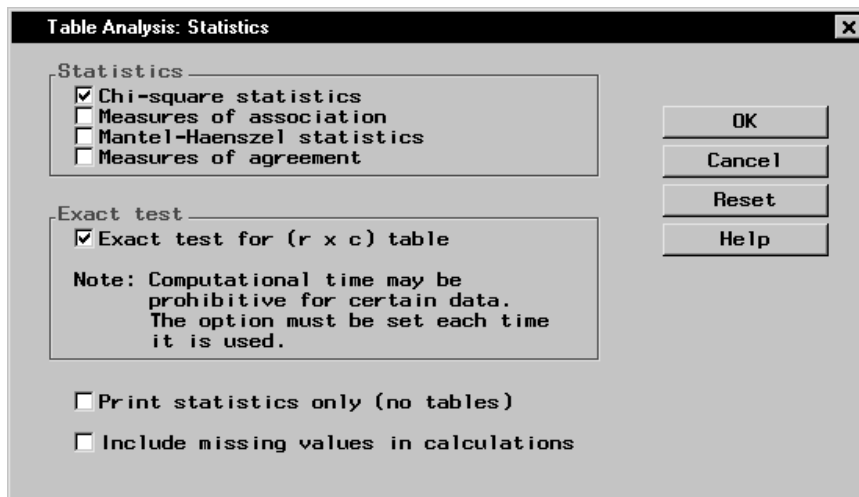 Table Analysis: Statistics
Statistics
Chi-square statistics
Measures of association
Mantel-Haenszel statistics
Measures of agreement
OK
Cancel
Reset
Help
Exact test
Exact test for (r x c) table
Note: Computational time may be
prohibitive for certain data.
The option must be set each time
it is used.
Print statistics only (no tables)
Include missing values in calculations